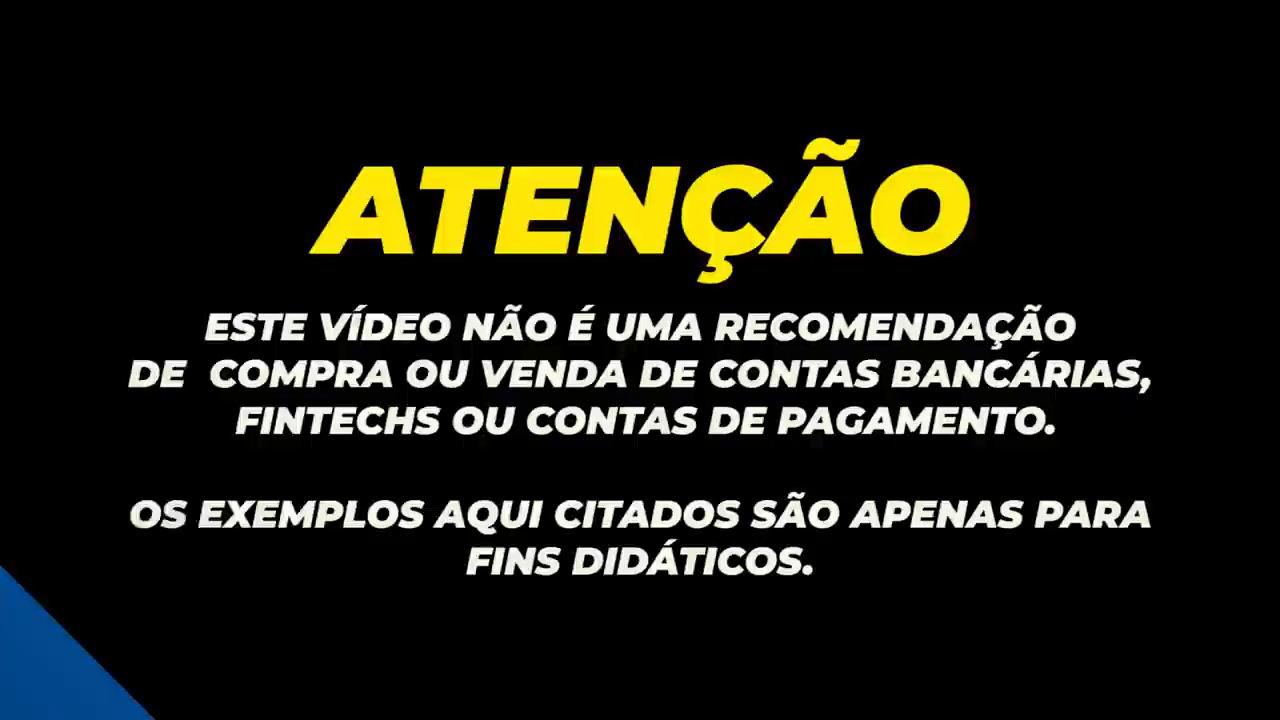 ATENÇÃO
ESTE VÍDEO NÃO É UMA RECOMENDAÇÃO
DE COMPRA OU VENDA DE CONTAS BANCÁRIAS,
FINTECHS OU CONTAS DE PAGAMENTO.
OS EXEMPLOS AQUI CITADOS SÃO APENAS PARA
FINS DIDÁTICOS.